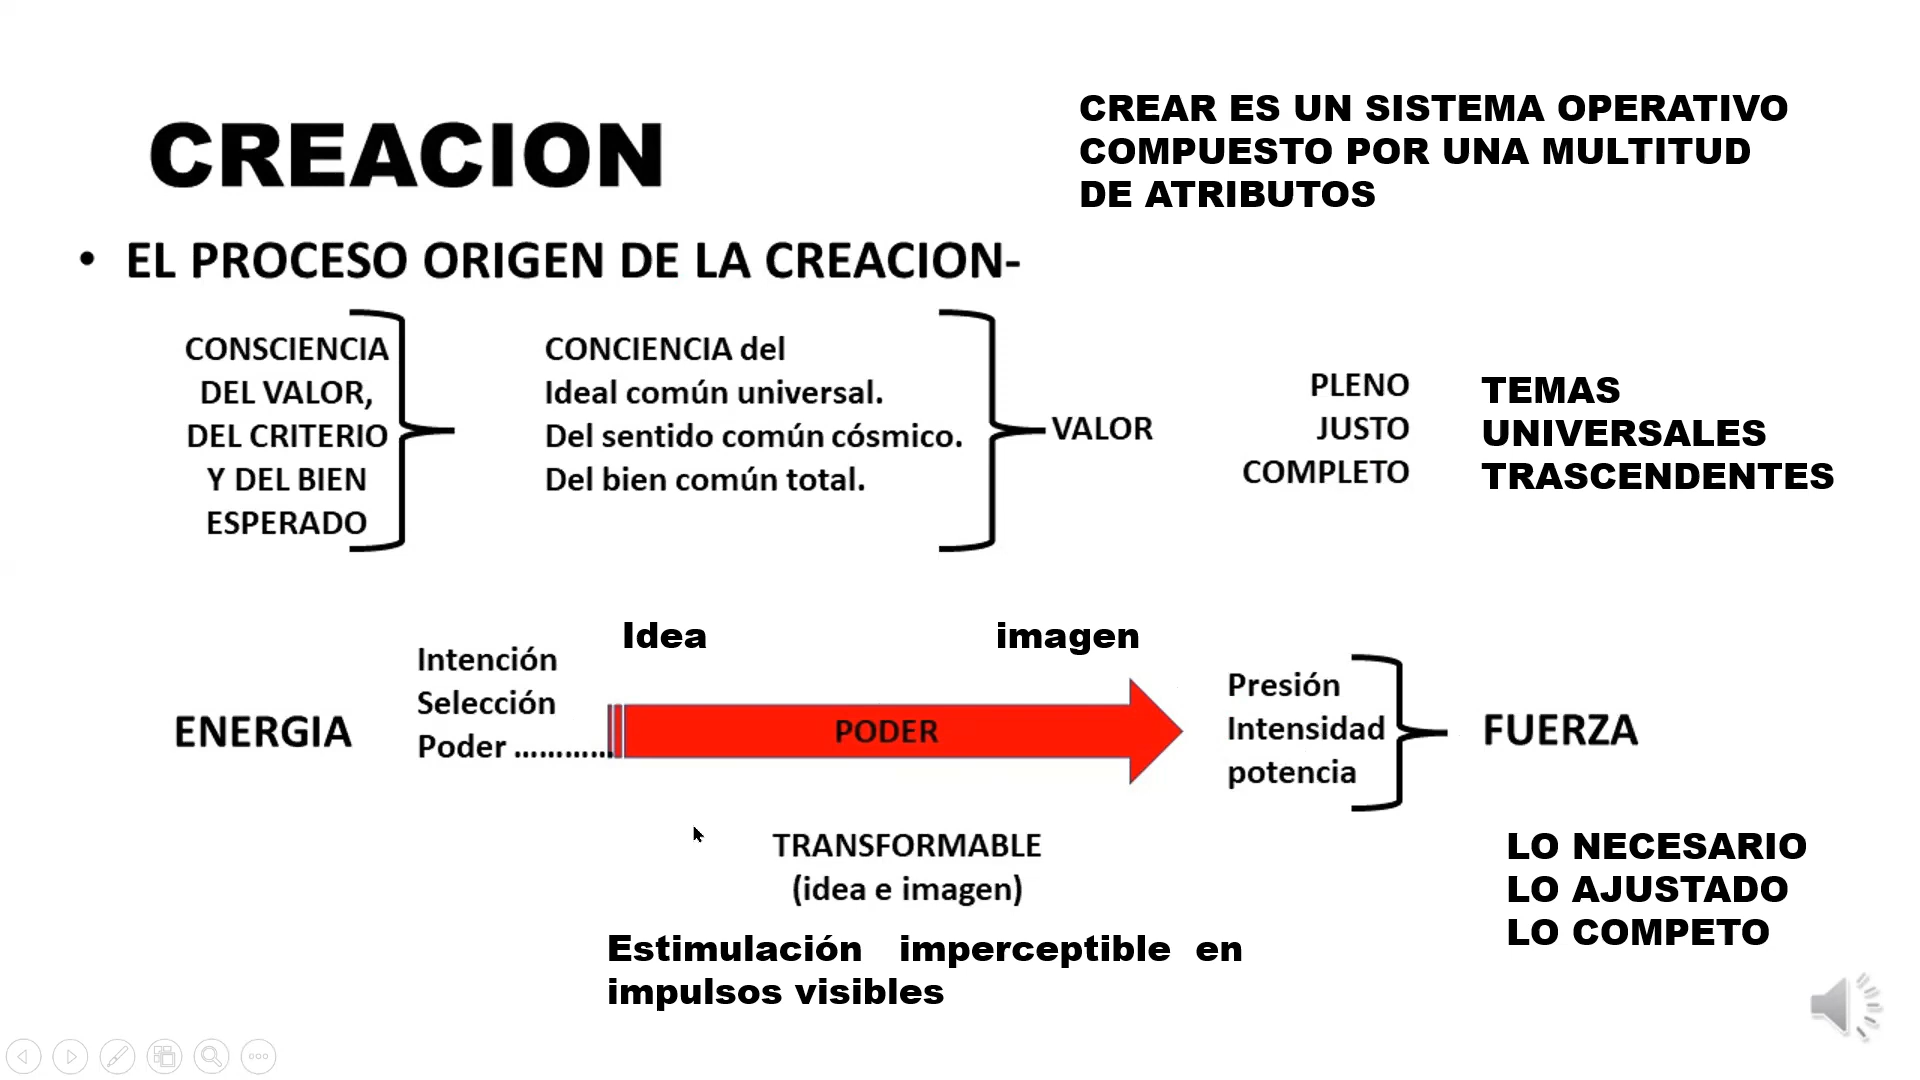 CREACION
CREAR ES UN SISTEMA OPERATIVO
COMPUESTO POR UNA MULTITUD
DE ATRIBUTOS
• EL PROCESO ORIGEN DE LA CREACION-
CONSCIENCIA
DEL VALOR,
DEL CRITERIO
Y DEL BIEN
ESPERADO
CONCIENCIA del
Ideal común universal.
Del sentido común cósmico.
Del bien común total.
VALOR
PLENO
JUSTO
COMPLETO
TEMAS
UNIVERSALES
TRASCENDENTES
ENERGIA
Intención
Selección
Poder ............
Idea
imagen
PODER
Presión
Intensidad
potencia
FUERZA
TRANSFORMABLE
(idea e imagen)
Estimulación imperceptible en
impulsos visibles
LO NECESARIO
LO AJUSTADO
LO COMPETO